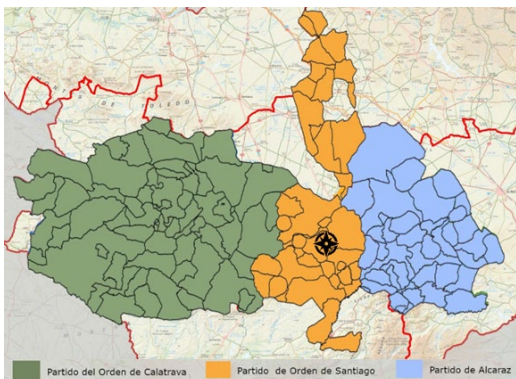 DE TOLEDO
Partido del Orden de Calatrava
Partido de Orden de Santiago
Partido de Alcaraz